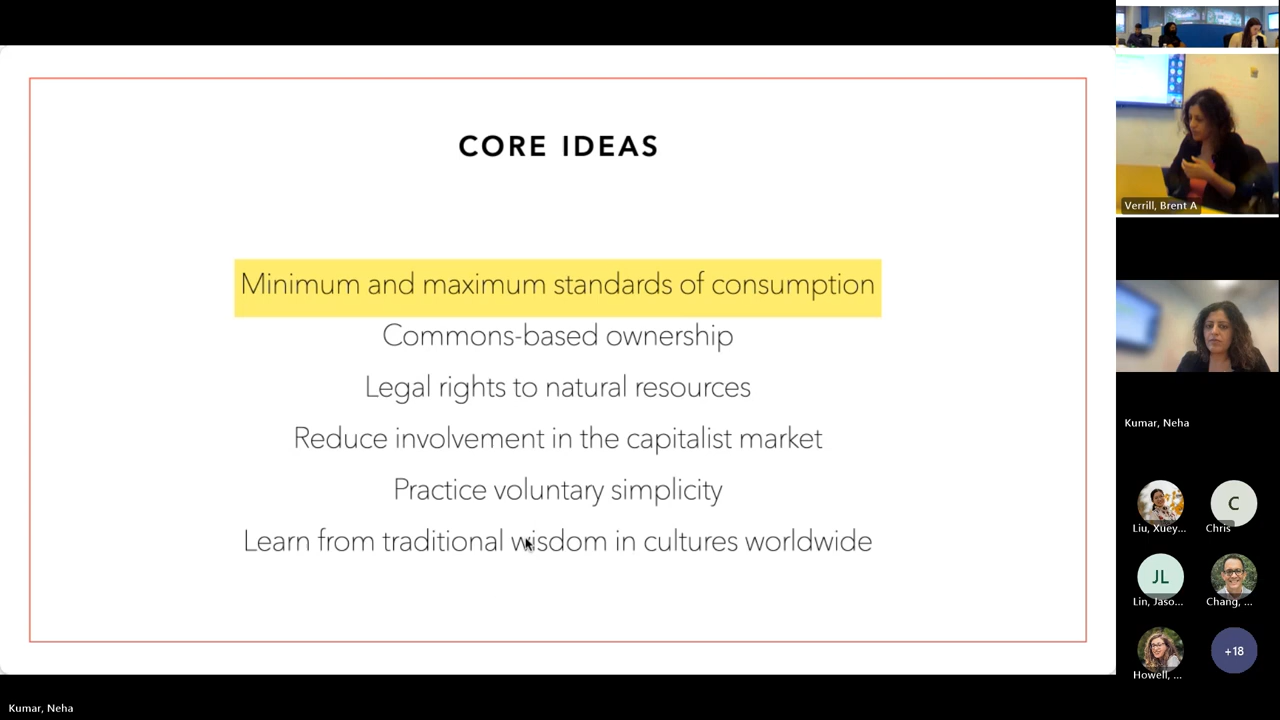 CORE IDEAS
Minimum and maximum standards of consumption
Commons-based ownership
Legal rights to natural resources
Reduce involvement in the capitalist market
Practice voluntary simplicity
Learn from traditional wisdom in cultures worldwide
Verrill, Brent A
Kumar, Neha
Liu, Xuey...
C
Chris
JL
Lin, Jaso...
Chang, ...
Howell, ...
+18
Kumar, Neha